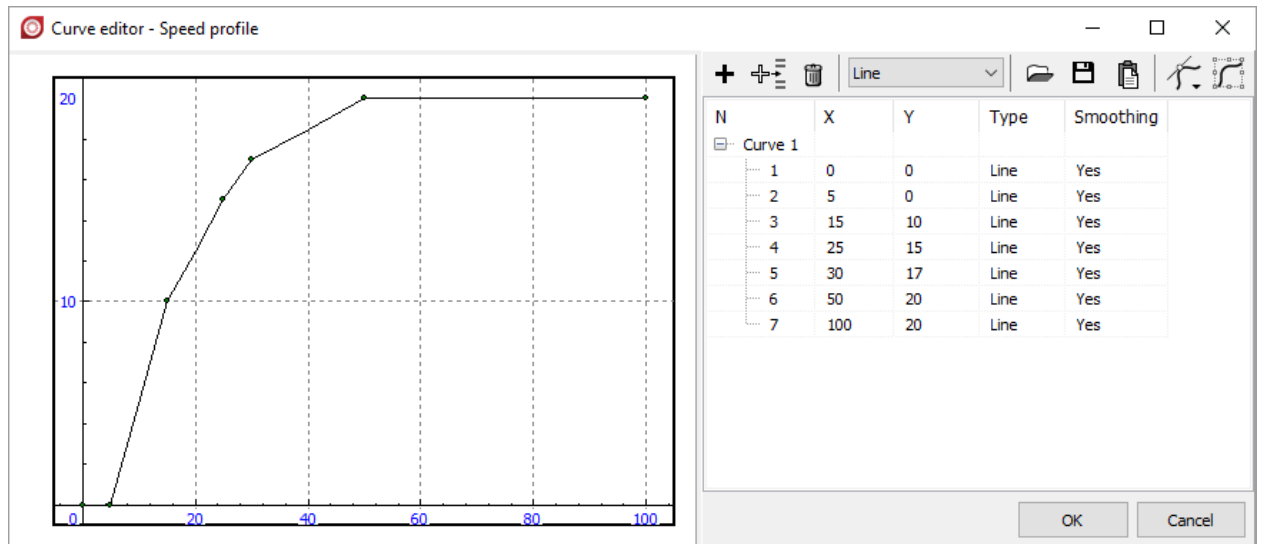 Curve editor - Speed profile
Line
N X Y Type Smoothing
Curve 1
1 0 0 Line Yes
2 5 0 Line Yes
3 15 10 Line Yes
4 25 15 Line Yes
5 30 17 Line Yes
6 50 20 Line Yes
7 100 20 Line Yes
20
10
0 20 40 60 80 100
OK Cancel